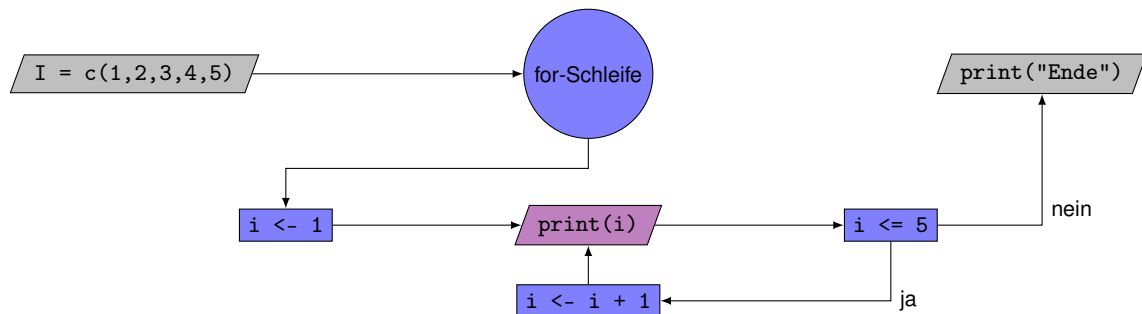 I = c(1,2,3,4,5)
for-Schleife
print("Ende")
i <- 1
print(i)
i <= 5
nein
i <- i + 1
ja